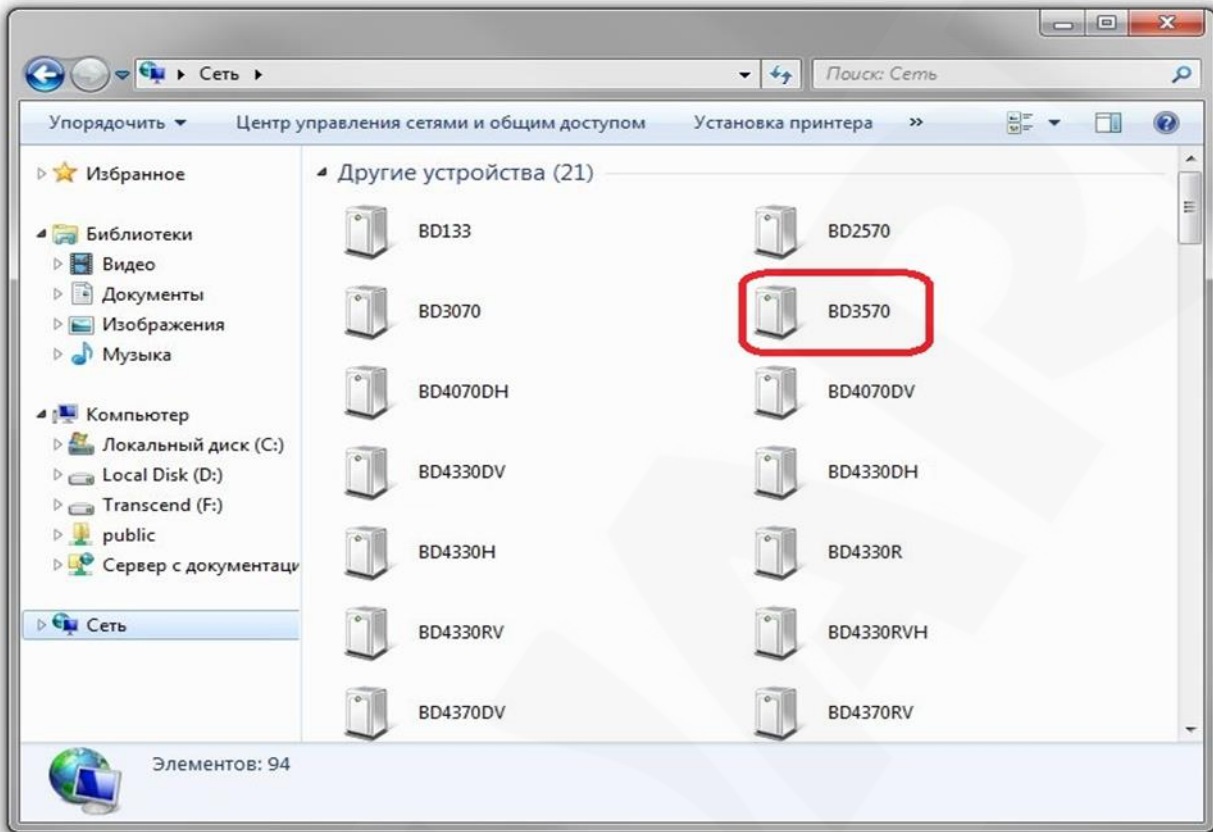 Сеть
Поиск: Сеть
Упорядочить
Центр управления сетями и общим доступом
Установка принтера
»
Избранное
Библиотеки
Видео
Документы
Изображения
Музыка
Компьютер
Локальный диск (C:)
Local Disk (D:)
Transcend (F:)
public
Сервер с документаци
Сеть
Другие устройства (21)
BD133
BD2570
BD3070
BD3570
BD4070DH
BD4070DV
BD4330DV
BD4330DH
BD4330H
BD4330R
BD4330RV
BD4330RVH
BD4370DV
BD4370RV
Элементов: 94